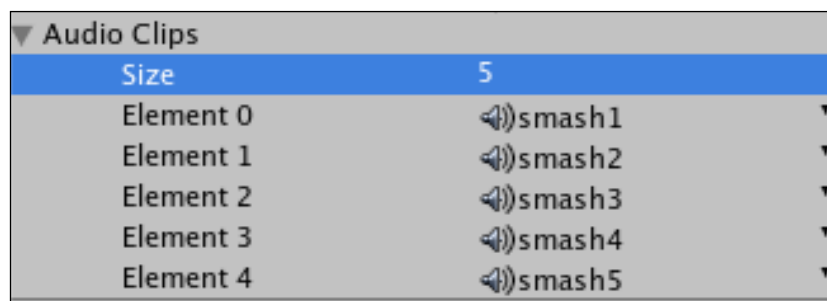 Audio Clips
Size 5
Element 0 smash1
Element 1 smash2
Element 2 smash3
Element 3 smash4
Element 4 smash5